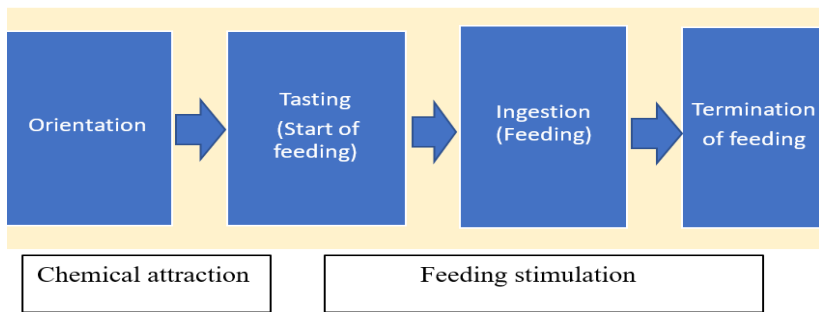 Orientation
Tasting
(Start of
feeding)
Ingestion
(Feeding)
Termination
of feeding
Chemical attraction
Feeding stimulation